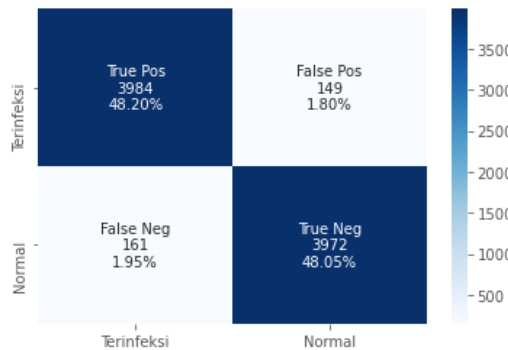 True Pos
3984
48.20%
False Pos
149
1.80%
Terinfeksi
False Neg
161
1.95%
True Neg
3972
48.05%
Normal
Terinfeksi
Normal
3500
3000
2500
2000
1500
1000
500